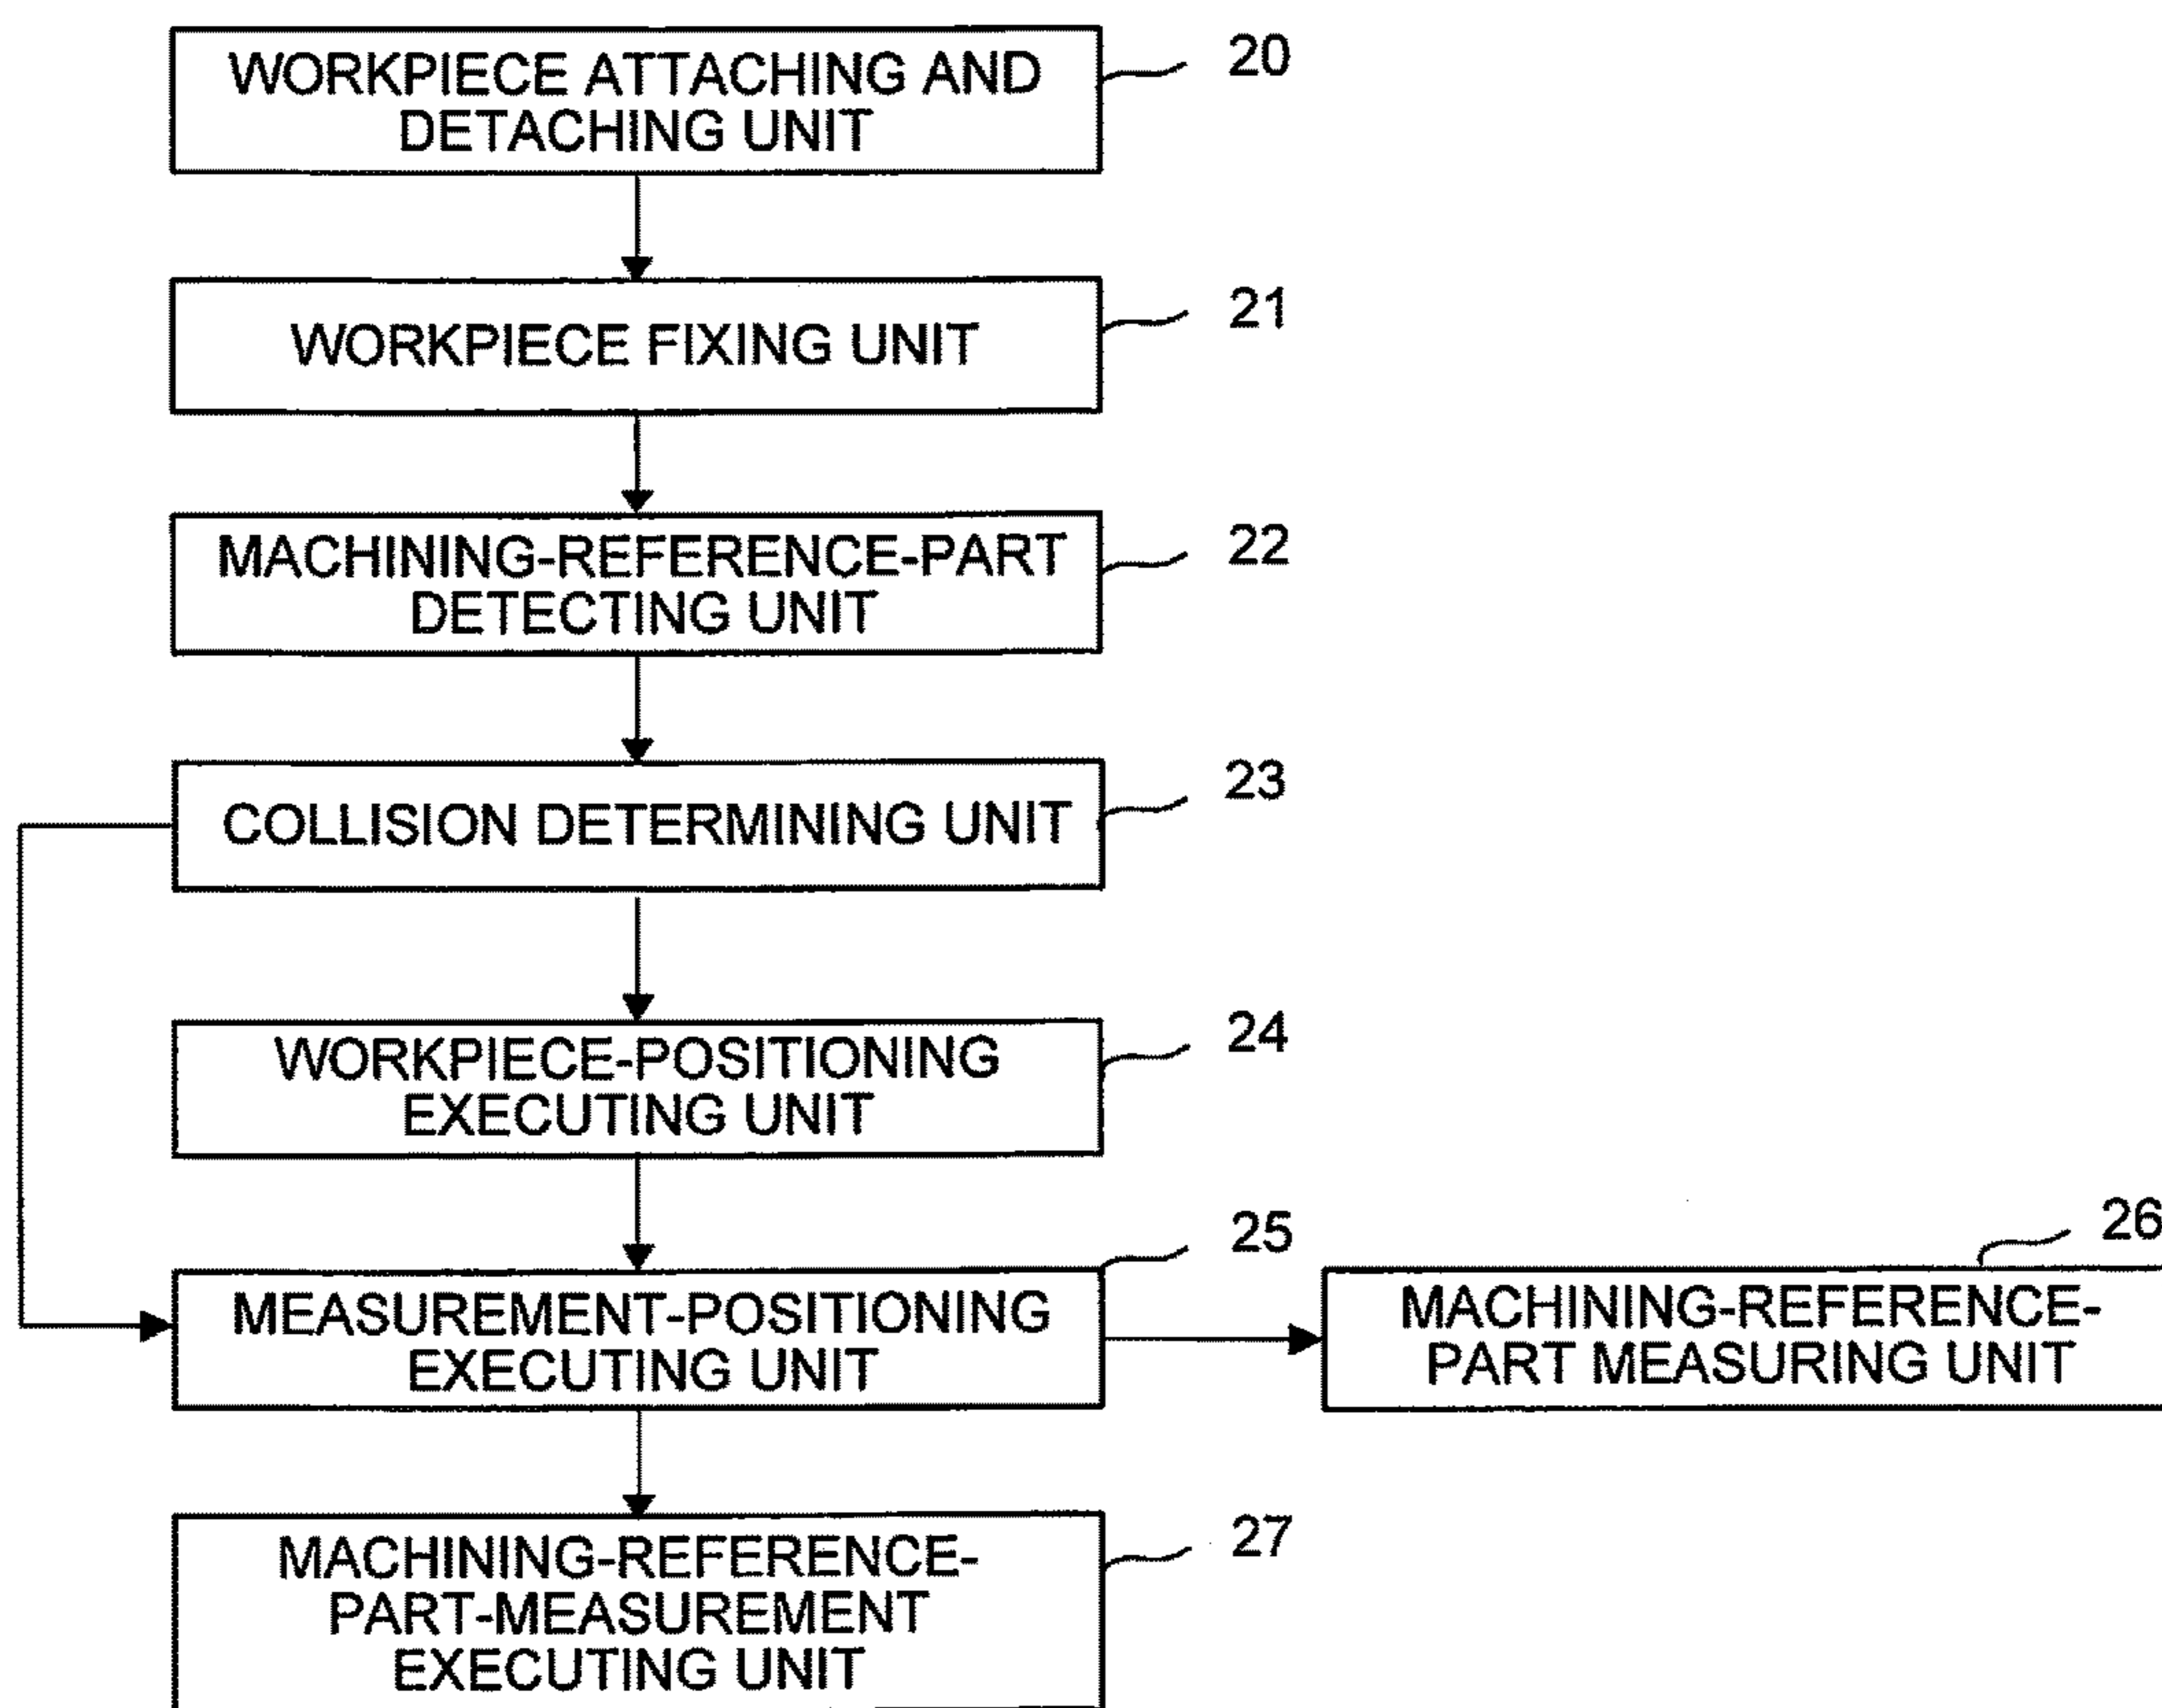 WORKPIECE ATTACHING AND
DETACHING UNIT
20
WORKPIECE FIXING UNIT
21
MACHINING-REFERENCE-PART
DETECTING UNIT
22
COLLISION DETERMINING UNIT
23
WORKPIECE-POSITIONING
EXECUTING UNIT
24
MEASUREMENT-POSITIONING
EXECUTING UNIT
25
MACHINING-REFERENCE-
PART MEASURING UNIT
26
MACHINING-REFERENCE-
PART-MEASUREMENT
EXECUTING UNIT
27